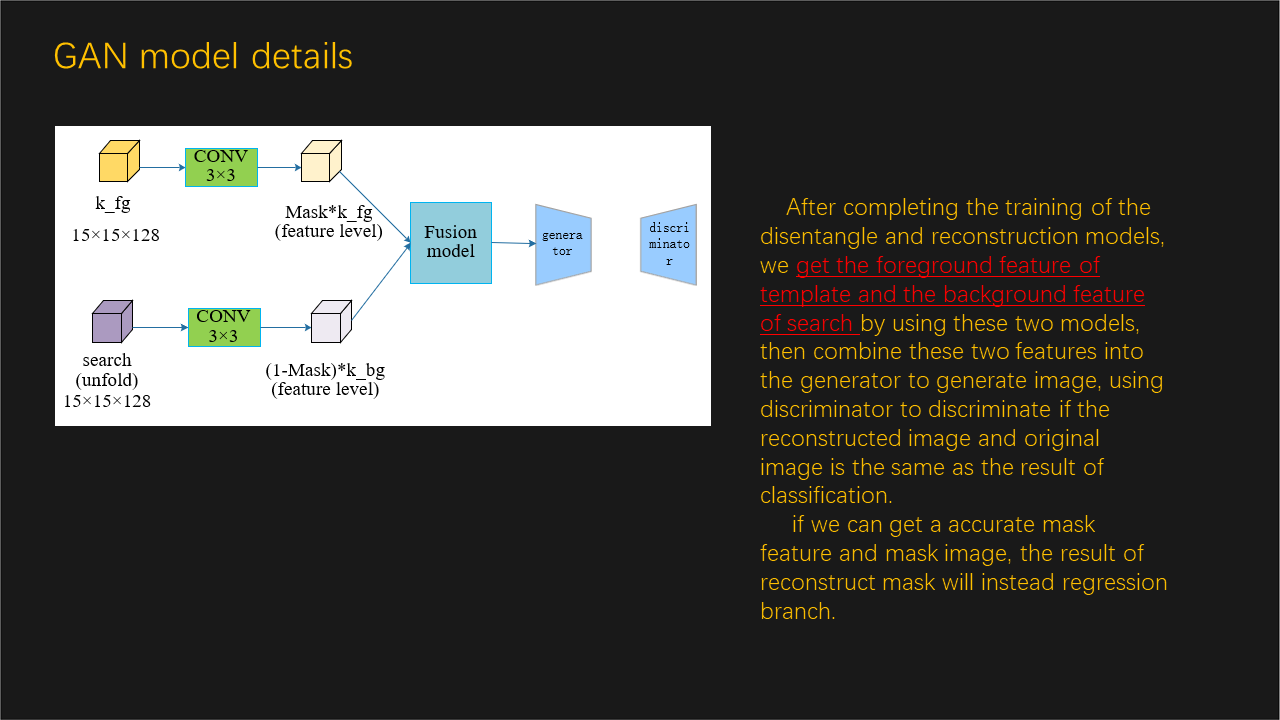 GAN model details
k_fg
15×15×128
CONV
3×3
Mask*k_fg
(feature level)
search
(unfold)
15×15×128
CONV
3×3
(1-Mask)*k_bg
(feature level)
Fusion
model
genera
tor
discri
minato
r
After completing the training of the
disentangle and reconstruction models,
we get the foreground feature of
template and the background feature
of search by using these two models,
then combine these two features into
the generator to generate image, using
discriminator to discriminate if the
reconstructed image and original
image is the same as the result of
classification.
if we can get a accurate mask
feature and mask image, the result of
reconstruct mask will instead regression
branch.